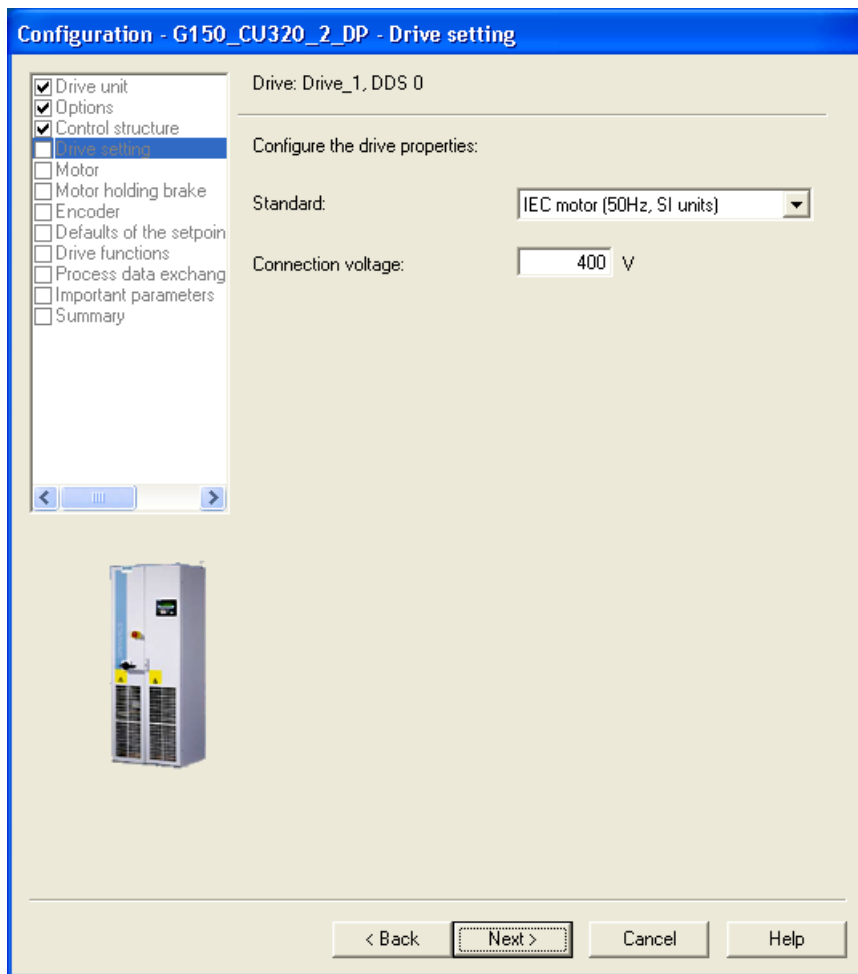 Configuration - G150_CU320_2_DP - Drive setting
Drive unit
Options
Control structure
Drive setting
Motor
Motor holding brake
Encoder
Defaults of the setpoin
Drive functions
Process data exchang
Important parameters
Summary
Drive: Drive_1, DDS 0
Configure the drive properties:
Standard: IEC motor (50Hz, SI units)
Connection voltage: 400 V
< Back Next > Cancel Help